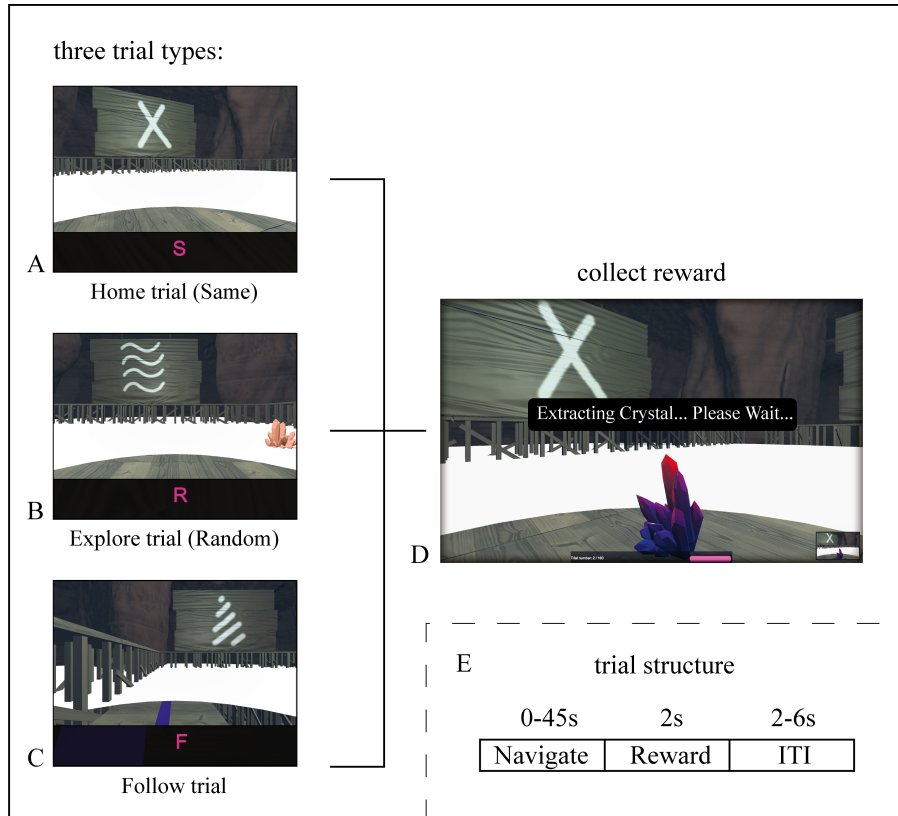 three trial types:
X
S
A
Home trial (Same)
R
B
Explore trial (Random)
F
C
Follow trial
collect reward
X
Extracting Crystal... Please Wait...
X
D
E
trial structure
0-45s 2s 2-6s
Navigate Reward ITI